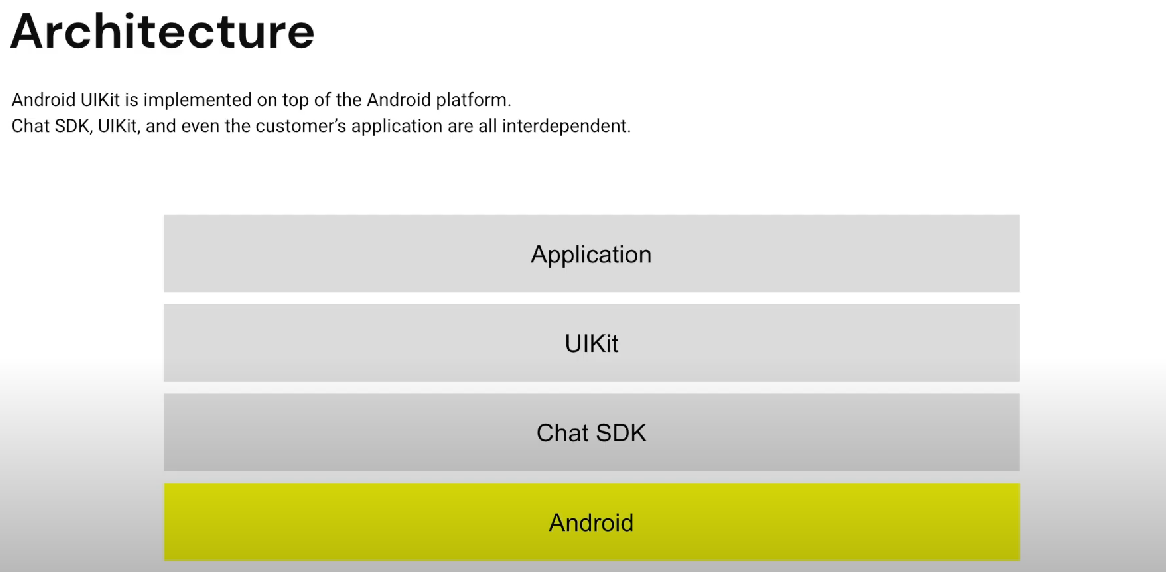 Architecture
Android UIKit is implemented on top of the Android platform.
Chat SDK, UIKit, and even the customer’s application are all interdependent.
Application
UIKit
Chat SDK
Android